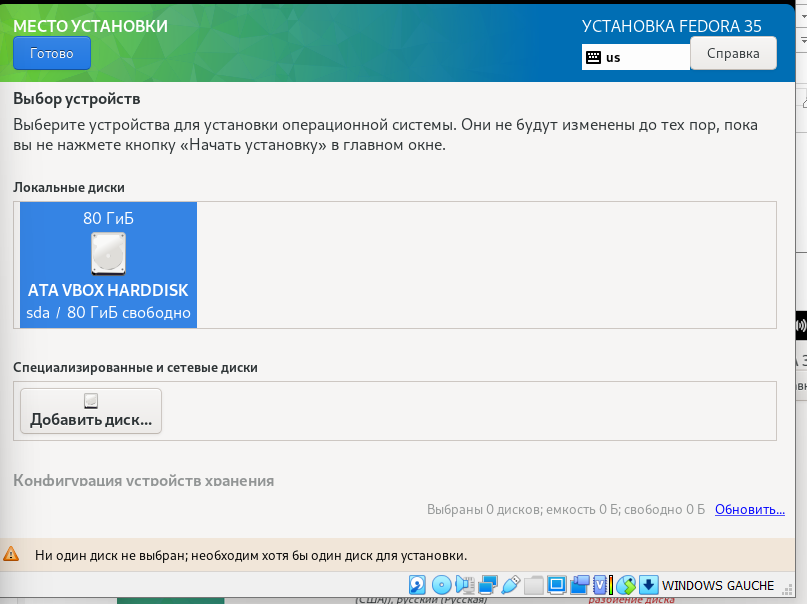 МЕСТО УСТАНОВКИ
УСТАНОВКА FEDORA 35
Готово
us
Справка
Выбор устройств
Выберите устройства для установки операционной системы. Они не будут изменены до тех пор, пока
вы не нажмете кнопку «Начать установку» в главном окне.
Локальные диски
80 ГиБ
ATA VBOX HARDDISK
sda / 80 ГиБ свободно
Специализированные и сетевые диски
Добавить диск...
Конфигурация устройств хранения
Выбраны 0 дисков; емкость 0 Б; свободно 0 Б Обновить...
Ни один диск не выбран; необходим хотя бы один диск для установки.
WINDOWS GAUCHE
(США)), русский (Русская)
разбиение диска